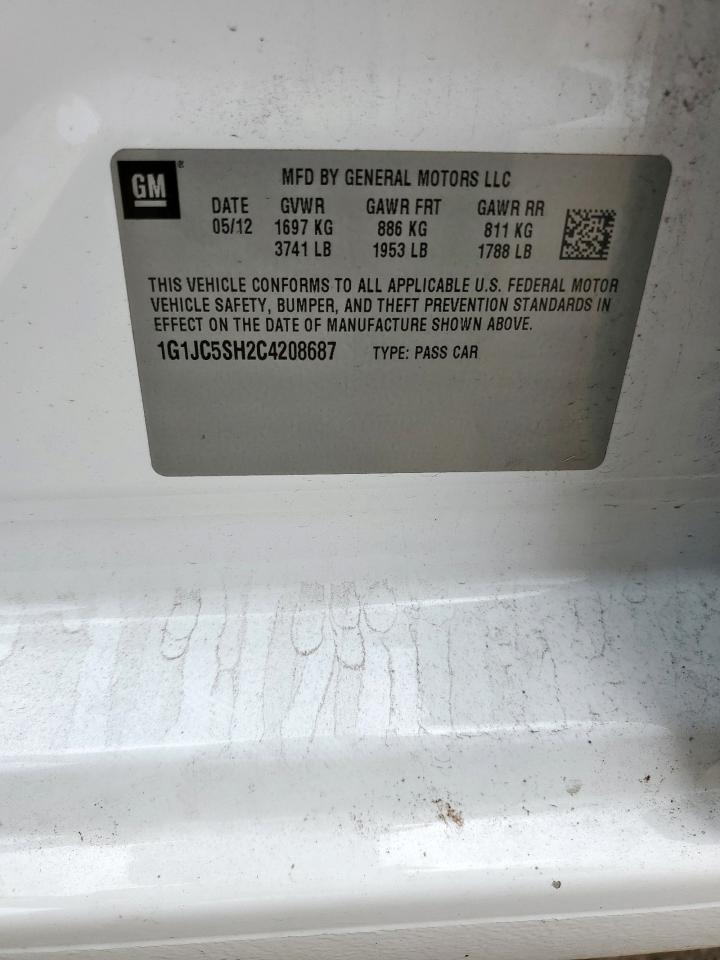 GM®
MFD BY GENERAL MOTORS LLC
DATE GVWR GAWR FRT GAWR RR
05/12 1697 KG 886 KG 811 KG
3741 LB 1953 LB 1788 LB
THIS VEHICLE CONFORMS TO ALL APPLICABLE U.S. FEDERAL MOTOR
VEHICLE SAFETY, BUMPER, AND THEFT PREVENTION STANDARDS IN
EFFECT ON THE DATE OF MANUFACTURE SHOWN ABOVE.
1G1JC5SH2C4208687 TYPE: PASS CAR